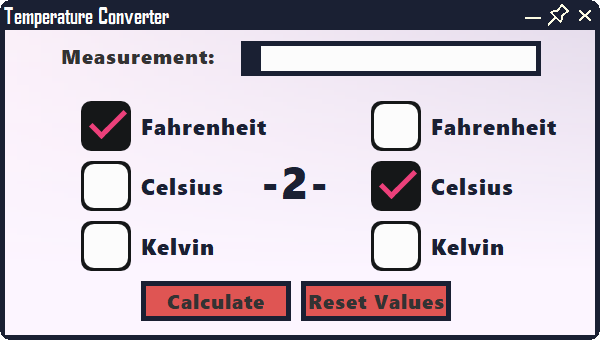 Temperature Converter
Measurement:
Fahrenheit Fahrenheit
Celsius -2- Celsius
Kelvin Kelvin
Calculate Reset Values